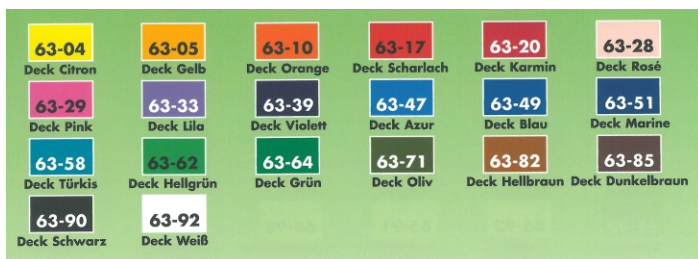 63-04 63-05 63-10 63-17 63-20 63-28
Deck Citron Deck Gelb Deck Orange Deck Scharlach Deck Karmin Deck Rosé
63-29 63-33 63-39 63-47 63-49 63-51
Deck Pink Deck Lila Deck Violett Deck Azur Deck Blau Deck Marine
63-58 63-62 63-64 63-71 63-82 63-85
Deck Türkis Deck Hellgrün Deck Grün Deck Oliv Deck Hellbraun Deck Dunkelbraun
63-90 63-92
Deck Schwarz Deck Weiß